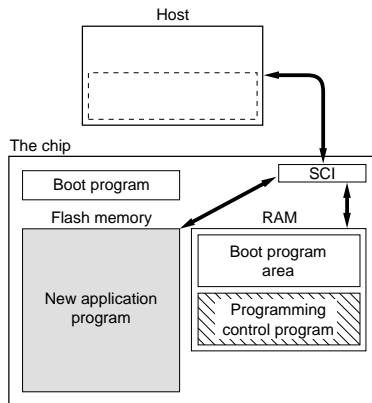 Host
The chip
SCI
Boot program
Flash memory
RAM
Boot program
area
New application
program
Programming
control program